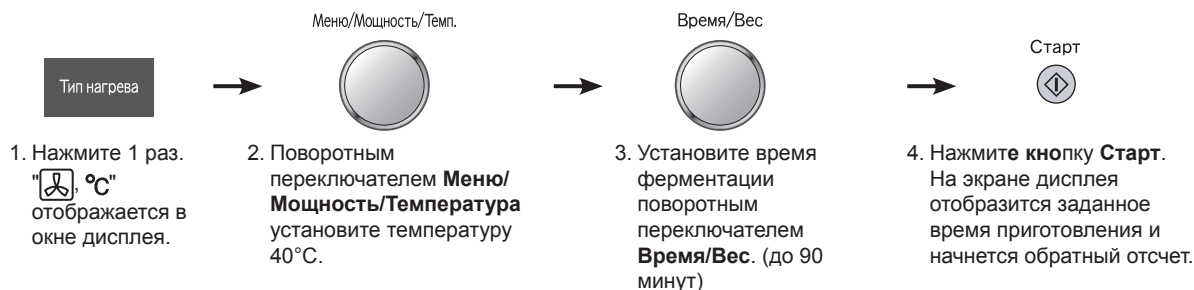 Меню/Мощность/Темп.
Время/Вес
Старт
Тип нагрева
1. Нажмите 1 раз.
", °C"
отображается в
окне дисплея.
2. Поворотным
переключателем Меню/
Мощность/Температура
установите температуру
40°C.
3. Установите время
ферментации
поворотным
переключателем
Время/Вес. (до 90
минут)
4. Нажмите кнопку Старт.
На экране дисплея
отобразится заданное
время приготовления и
начнется обратный отсчет.